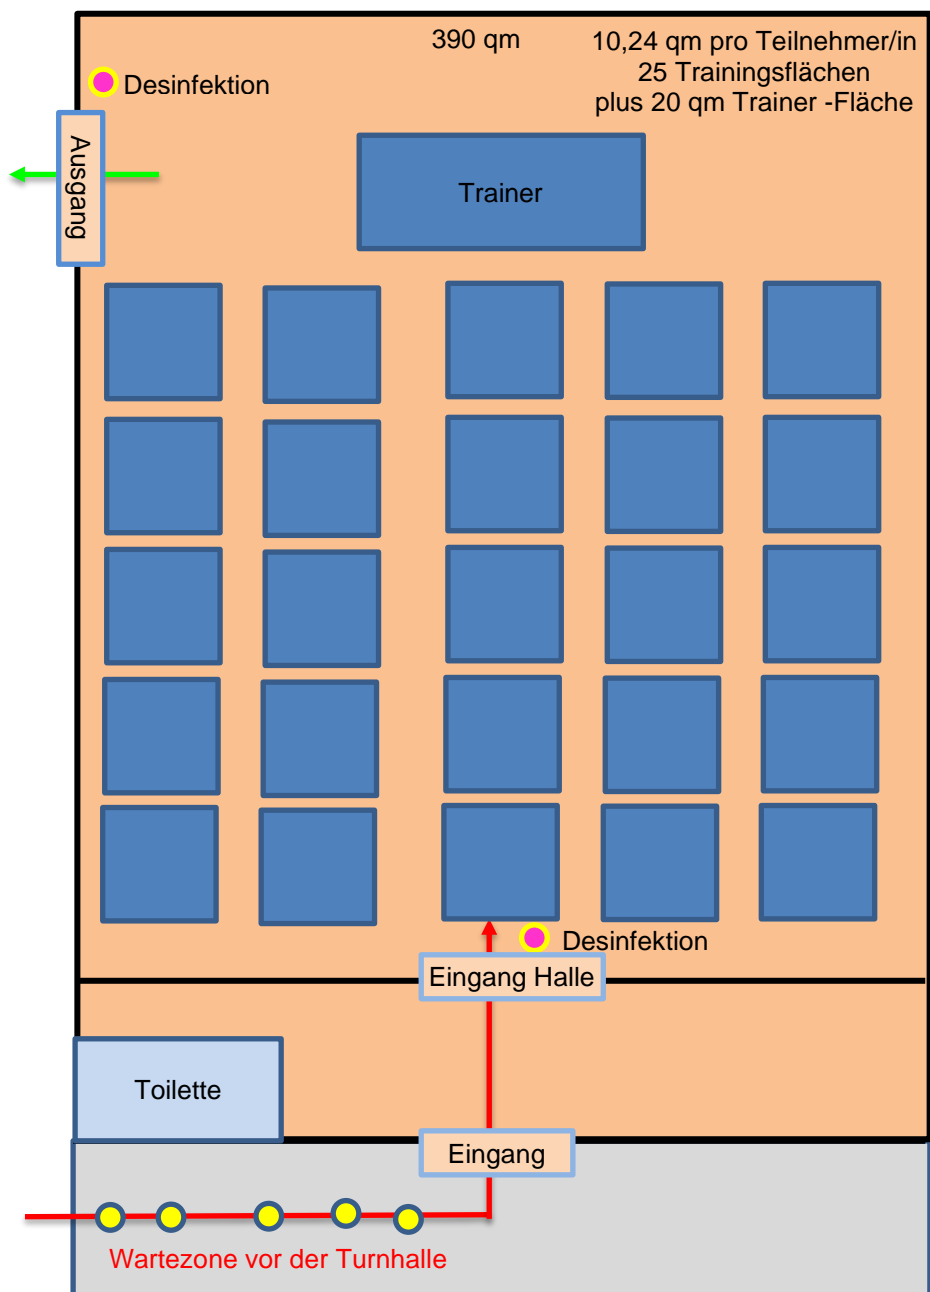 390 qm
10,24 qm pro Teilnehmer/in
25 Trainingsflächen
plus 20 qm Trainer -Fläche
Desinfektion
Ausgang
Trainer
Desinfektion
Eingang Halle
Toilette
Eingang
Wartezone vor der Turnhalle